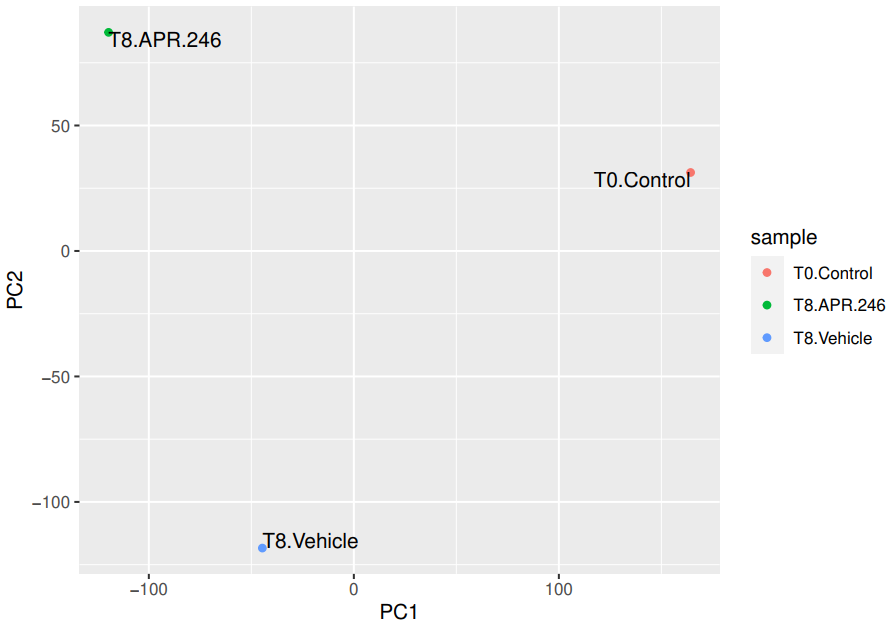 T8.APR.246
50
T0.Control
0
−50
−100
T8.Vehicle
−100
0
100
PC1
PC2
sample
T0.Control
T8.APR.246
T8.Vehicle